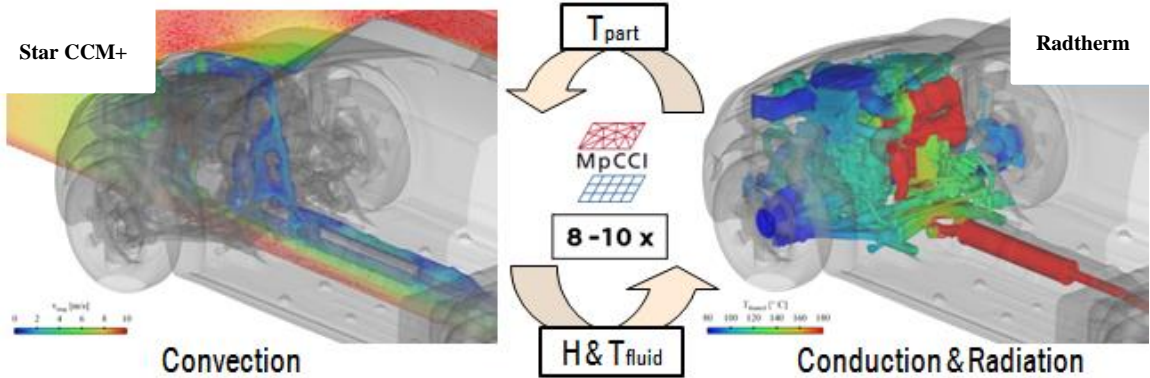 Star CCM+
Tpart
Radtherm
MpCCI
8-10 x
H & Tfluid
0 2 4 6 8 10
80 100 120 140 160 180
Convection
Conduction & Radiation